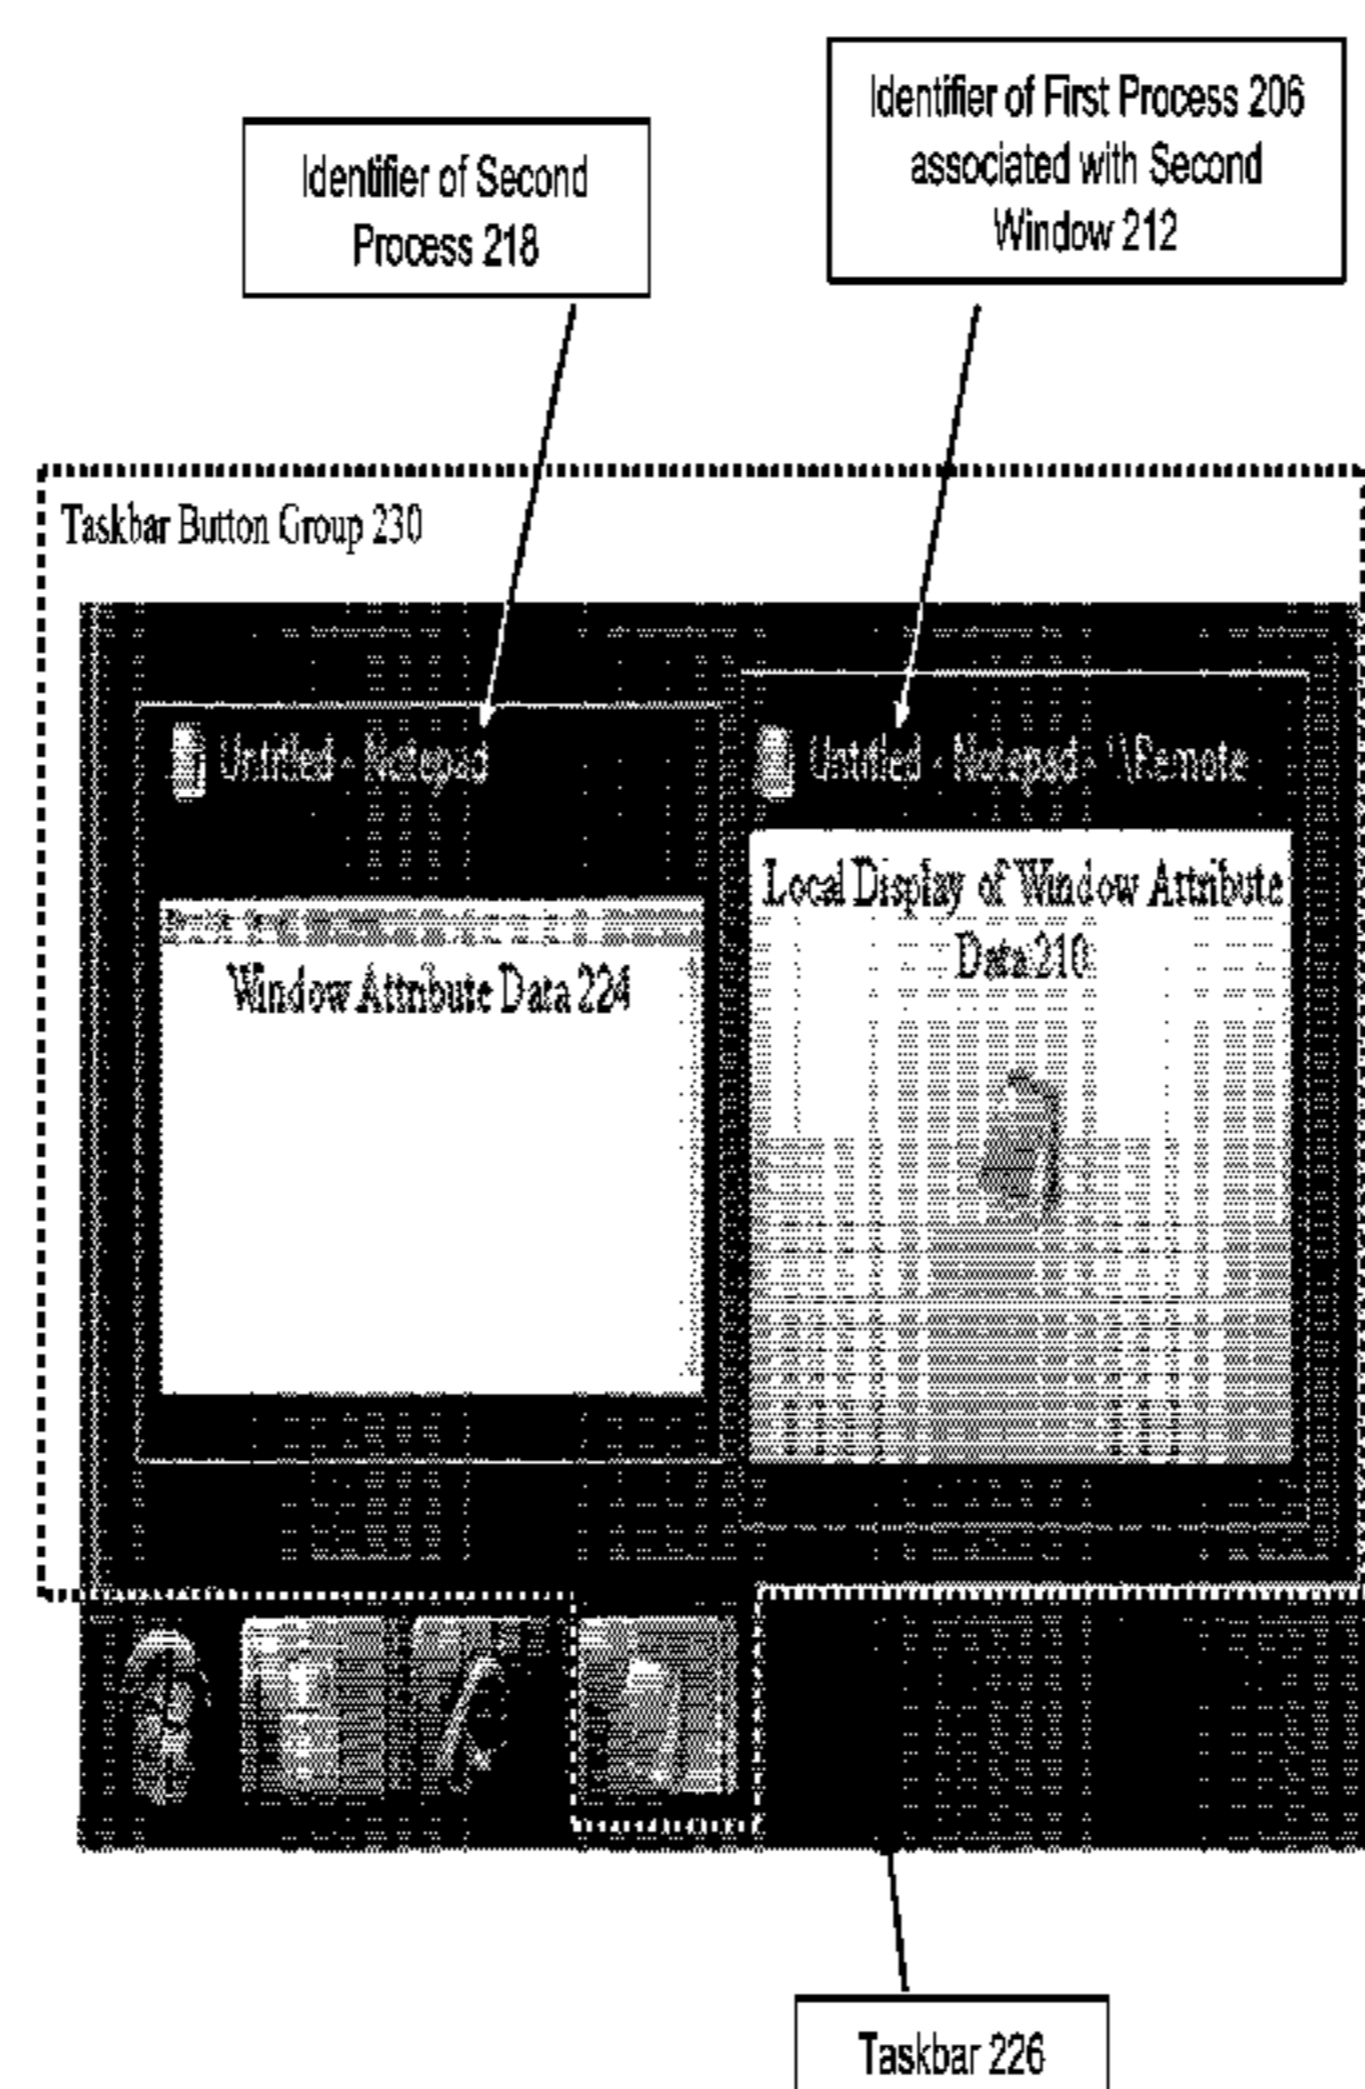 Identifier of First Process 206
associated with Second
Window 212
Identifier of Second
Process 218
Taskbar Button Group 230
Untitled - Notepad
Untitled - Notepad - \\Remote
Local Display of Window Attribute
Data 210
Window Attribute Data 224
Taskbar 226